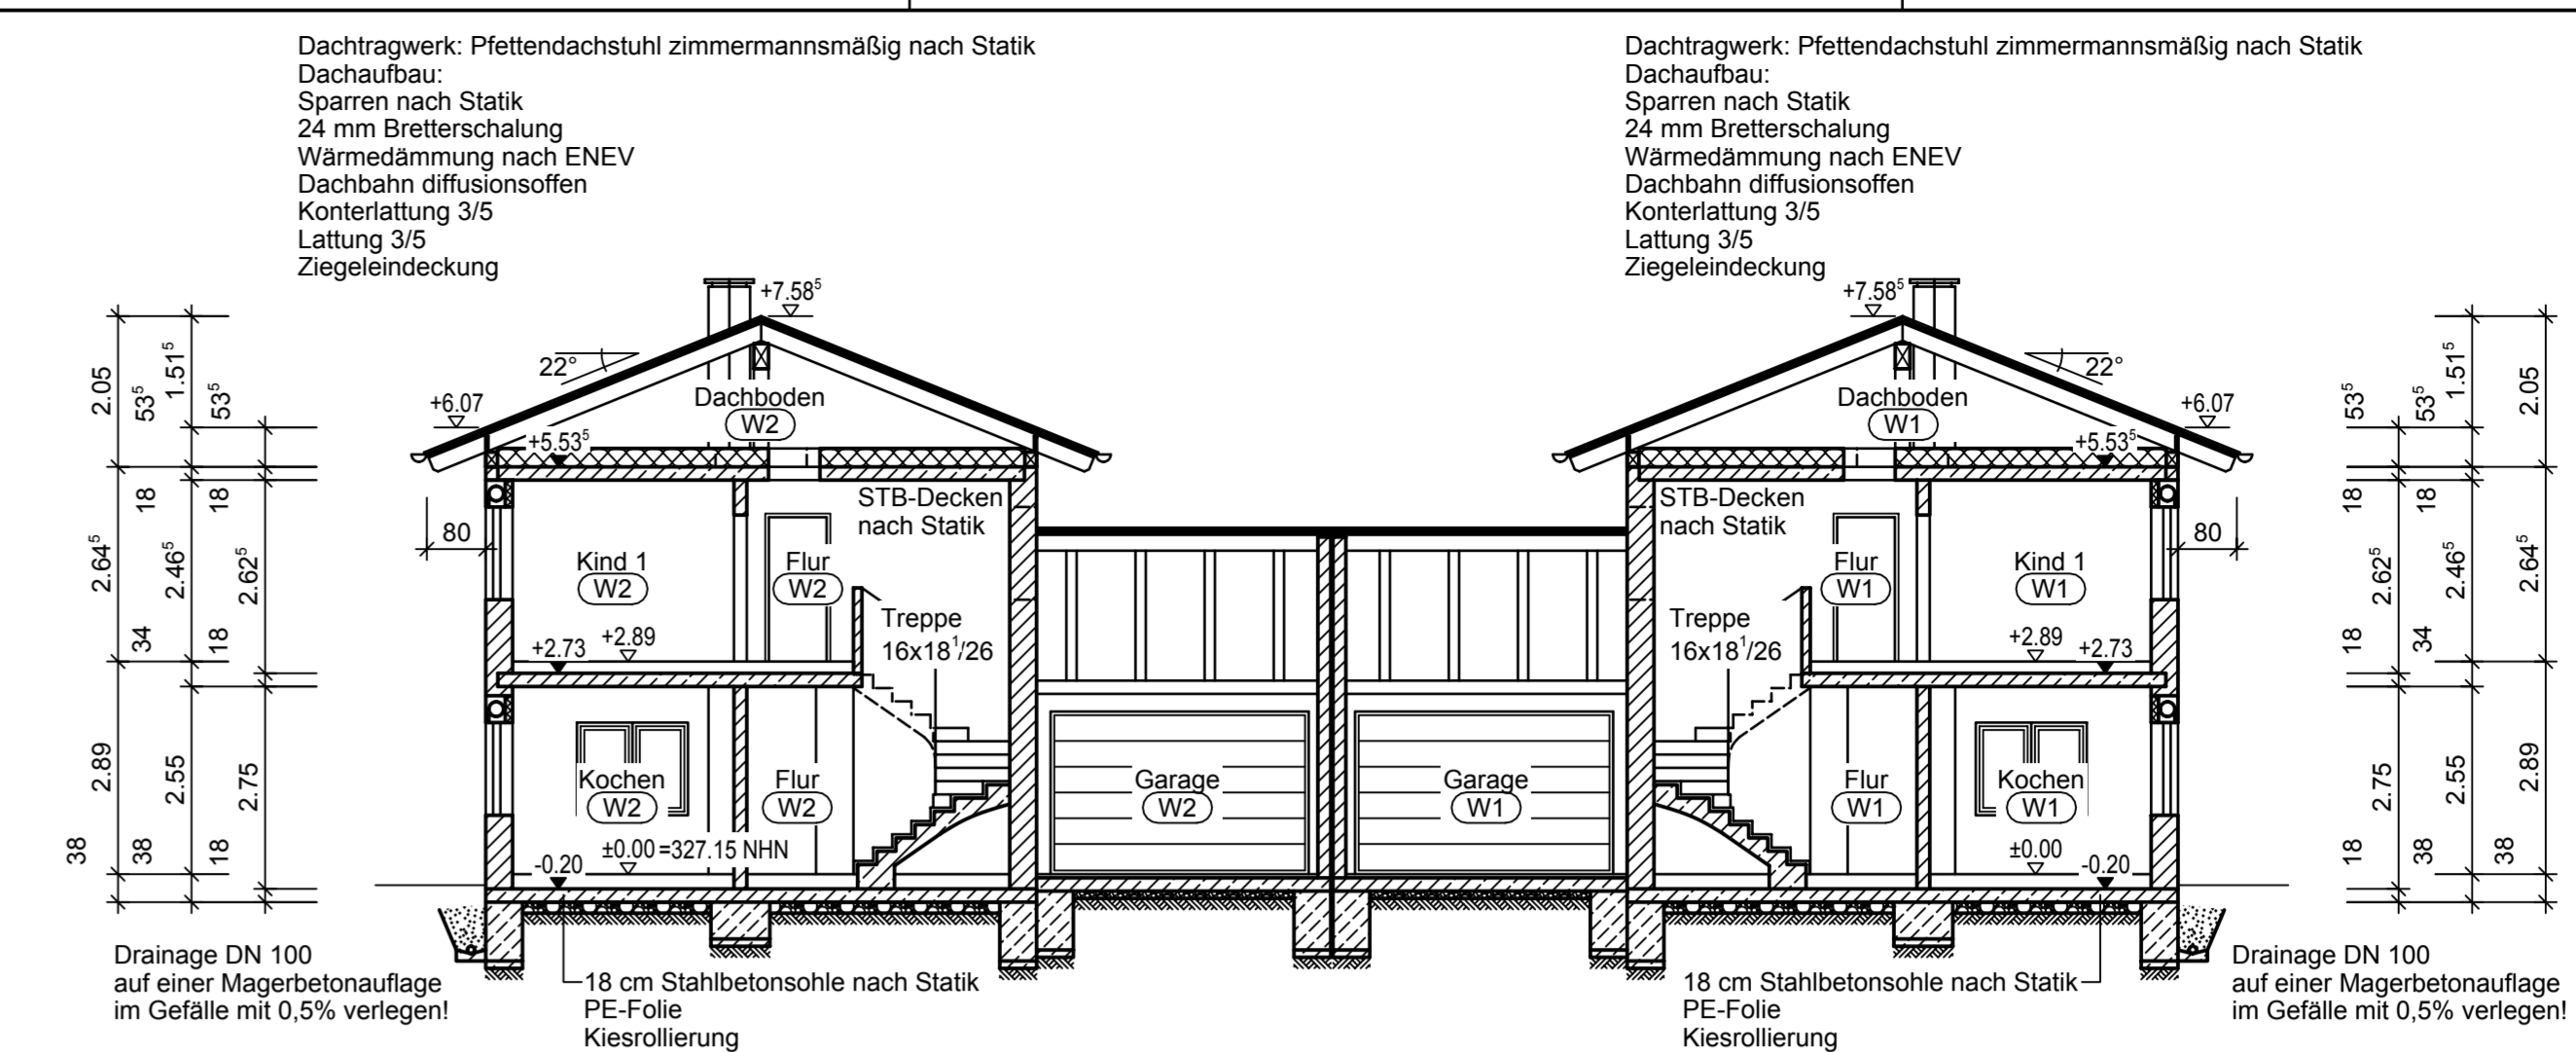 Dachtragwerk: Pfettendachstuhl zimmermannsmäßig nach Statik
Dachaufbau:
Sparren nach Statik
24 mm Bretterschalung
Wärmedämmung nach ENEV
Dachbahn diffusionsoffen
Konterlattung 3/5
Lattung 3/5
Ziegeleindeckung
Dachtragwerk: Pfettendachstuhl zimmermannsmäßig nach Statik
Dachaufbau:
Sparren nach Statik
24 mm Bretterschalung
Wärmedämmung nach ENEV
Dachbahn diffusionsoffen
Konterlattung 3/5
Lattung 3/5
Ziegeleindeckung
2.05
53⁵
1.51⁵
53⁵
18
18
2.64⁵
2.46⁵
2.62⁵
34
18
2.89
2.55
2.75
38
38
18
+7.58⁵
22°
+6.07
Dachboden
W2
+5.53⁵
80
STB-Decken
nach Statik
Kind 1
W2
Flur
W2
Treppe
16x18¹/26
+2.73
+2.89
Kochen
W2
Flur
W2
±0.00=327.15 NHN
-0.20
Garage
W2
Garage
W1
+7.58⁵
22°
+6.07
Dachboden
W1
+5.53⁵
80
STB-Decken
nach Statik
Flur
W1
Kind 1
W1
Treppe
16x18¹/26
+2.89
+2.73
Flur
W1
Kochen
W1
±0.00
-0.20
53⁵
53⁵
1.51⁵
2.05
18
18
2.62⁵
2.46⁵
2.64⁵
18
34
2.75
2.55
2.89
18
38
38
Drainage DN 100
auf einer Magerbetonauflage
im Gefälle mit 0,5% verlegen!
18 cm Stahlbetonsohle nach Statik
PE-Folie
Kiesrollierung
18 cm Stahlbetonsohle nach Statik
PE-Folie
Kiesrollierung
Drainage DN 100
auf einer Magerbetonauflage
im Gefälle mit 0,5% verlegen!